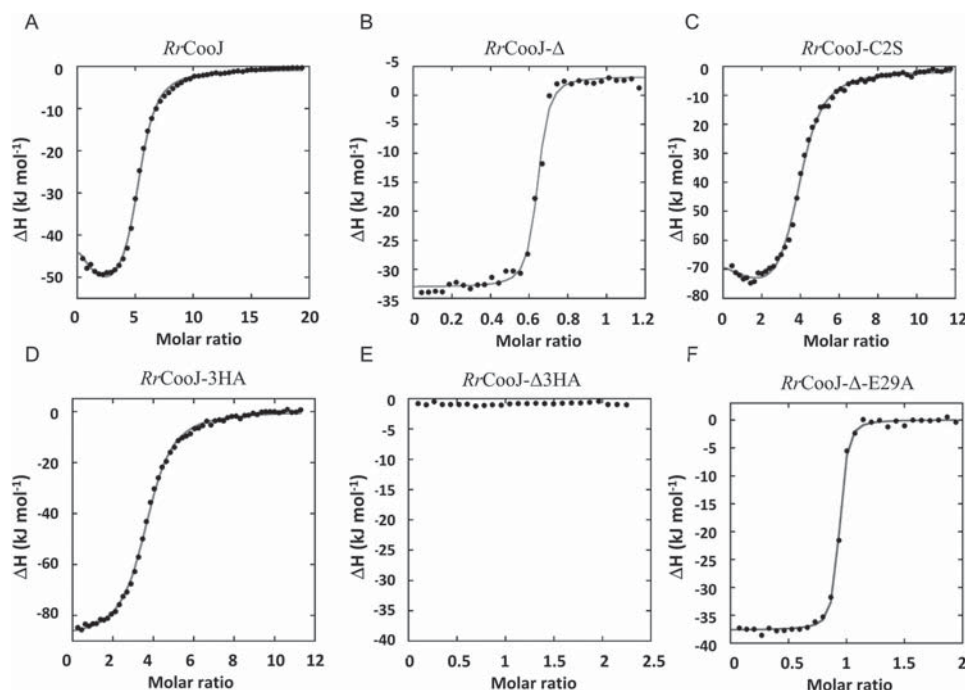 A
RrCooJ
0
-10
-20
-30
-40
-50
ΔH (kJ mol-1)
0 5 10 15 20
Molar ratio
B
RrCooJ-Δ
-5
0
-5
-10
-15
-20
-25
-30
-35
ΔH (kJ mol-1)
0 0.2 0.4 0.6 0.8 1.0 1.2
Molar ratio
C
RrCooJ-C2S
0
-10
-20
-30
-40
-50
-60
-70
-80
ΔH (kJ mol-1)
0 2 4 6 8 10 12
Molar ratio
D
RrCooJ-3HA
0
-20
-40
-60
-80
ΔH (kJ mol-1)
0 2 4 6 8 10 12
Molar ratio
E
RrCooJ-Δ3HA
0
-5
-10
-15
-20
-25
-30
-35
-40
ΔH (kJ mol-1)
0 0.5 1 1.5 2 2.5
Molar ratio
F
RrCooJ-Δ-E29A
0
-5
-10
-15
-20
-25
-30
-35
-40
ΔH (kJ mol-1)
0 0.5 1 1.5 2
Molar ratio